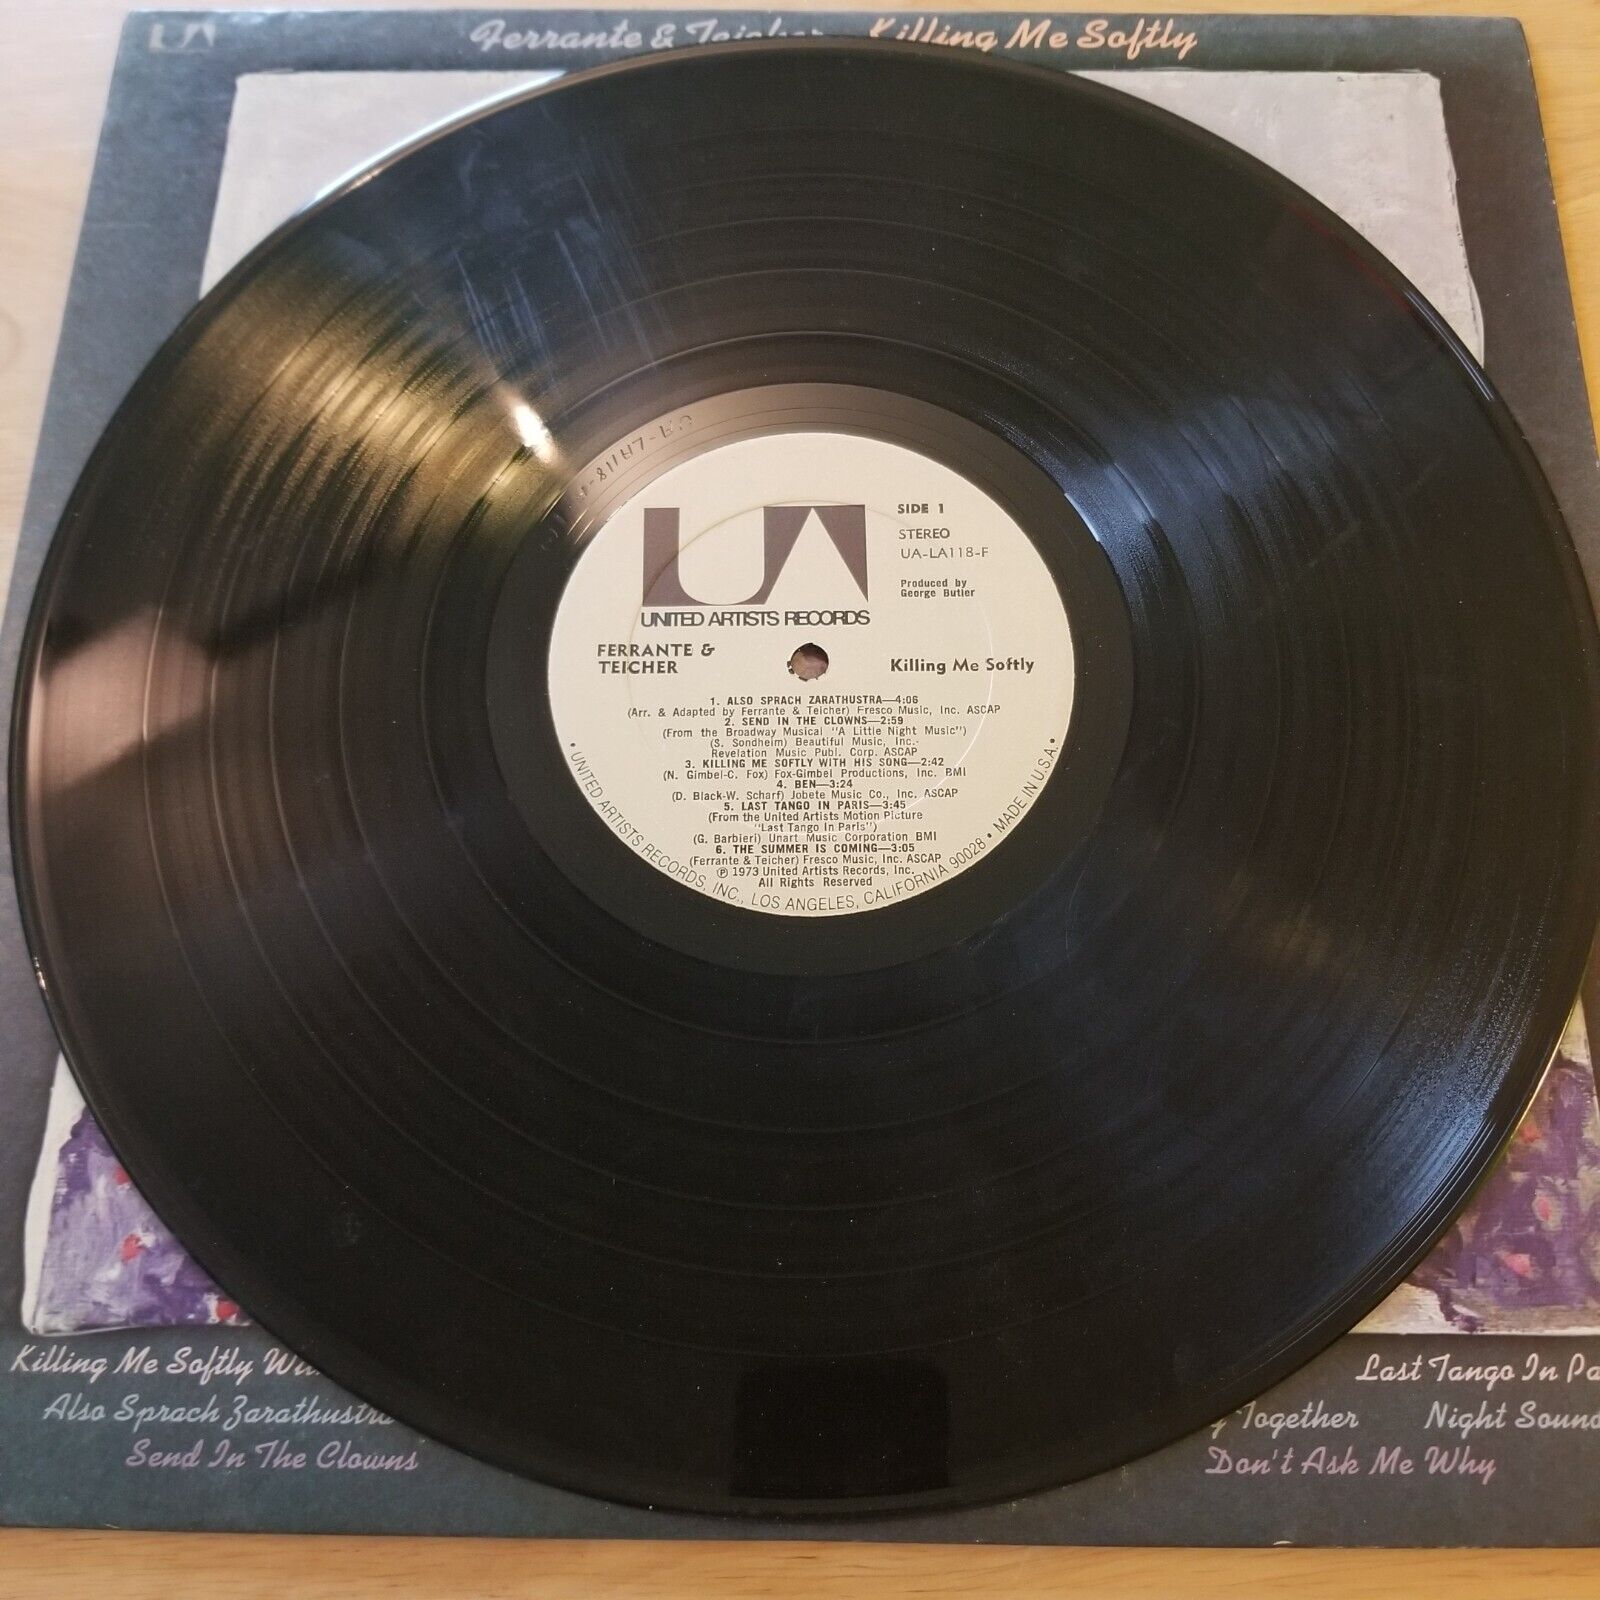 UA
Ferrante & Teicher Killing Me Softly
UA
UNITED ARTISTS RECORDS
SIDE 1
STEREO
UA-LA118-F
Produced by
George Butler
FERRANTE &
TEICHER
Killing Me Softly
1. ALSO SPRACH ZARATHUSTRA—4:06
(Arr. & Adapted by Ferrante & Teicher) Fresco Music, Inc. ASCAP
2. SEND IN THE CLOWNS—2:59
(From the Broadway Musical "A Little Night Music")
(S. Sondheim) Beautiful Music, Inc.-
Revelation Music Publ. Corp. ASCAP
3. KILLING ME SOFTLY WITH HIS SONG—2:42
(N. Gimbel-C. Fox) Fox-Gimbel Productions, Inc. BMI
4. BEN—3:24
(D. Black-W. Scharf) Jobete Music Co., Inc. ASCAP
5. LAST TANGO IN PARIS—3:45
(From the United Artists Motion Picture
"Last Tango In Paris")
(G. Barbieri) Unart Music Corporation BMI
6. THE SUMMER IS COMING—3:05
(Ferrante & Teicher) Fresco Music, Inc. ASCAP
℗ 1973 United Artists Records, Inc.
All Rights Reserved
• UNITED ARTISTS RECORDS, INC., LOS ANGELES, CALIFORNIA 90028 • MADE IN U.S.A. •
Killing Me Softly
Last Tango In Pa
Also Sprach Zarathustra
Together Night Sound
Send In The Clowns
Don't Ask Me Why